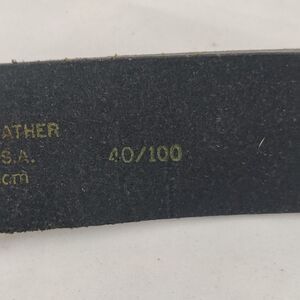 ATHER
S.A.
cm
40/100